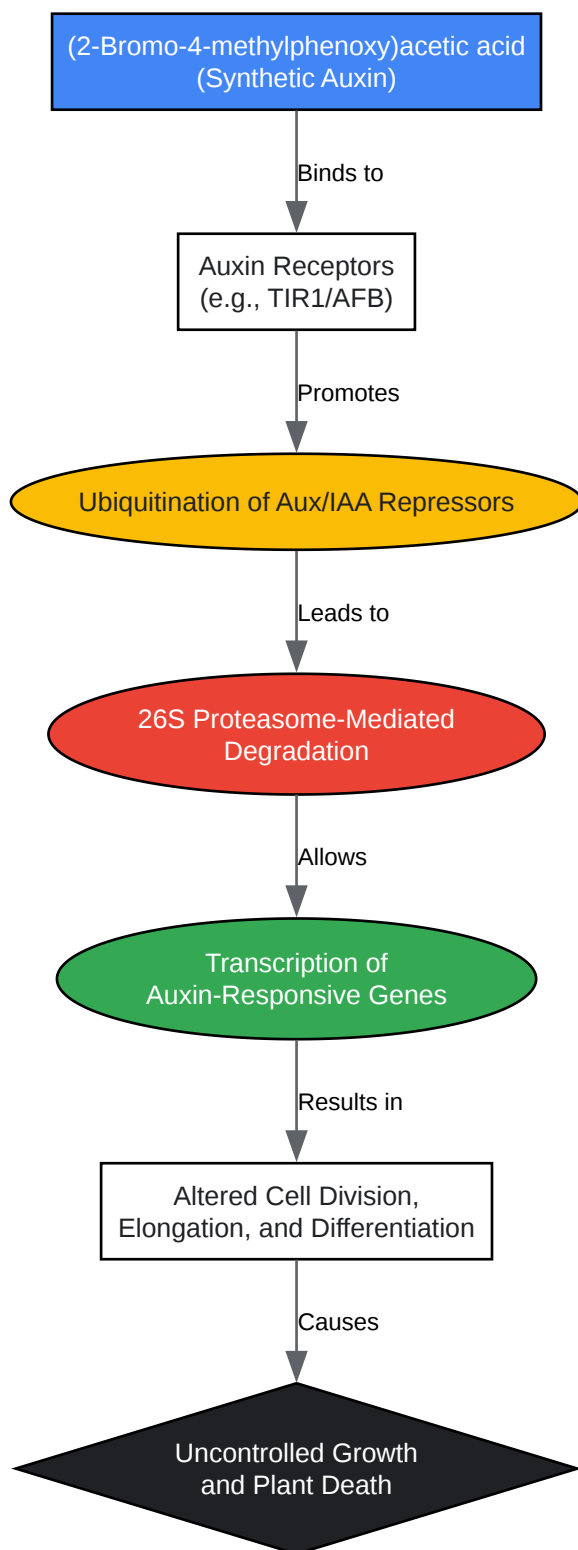 (2-Bromo-4-methylphenoxy)acetic acid
(Synthetic Auxin)
Binds to
Auxin Receptors
(e.g., TIR1/AFB)
Promotes
Ubiquitination of Aux/IAA Repressors
Leads to
26S Proteasome-Mediated
Degradation
Allows
Transcription of
Auxin-Responsive Genes
Results in
Altered Cell Division,
Elongation, and Differentiation
Causes
Uncontrolled Growth
and Plant Death